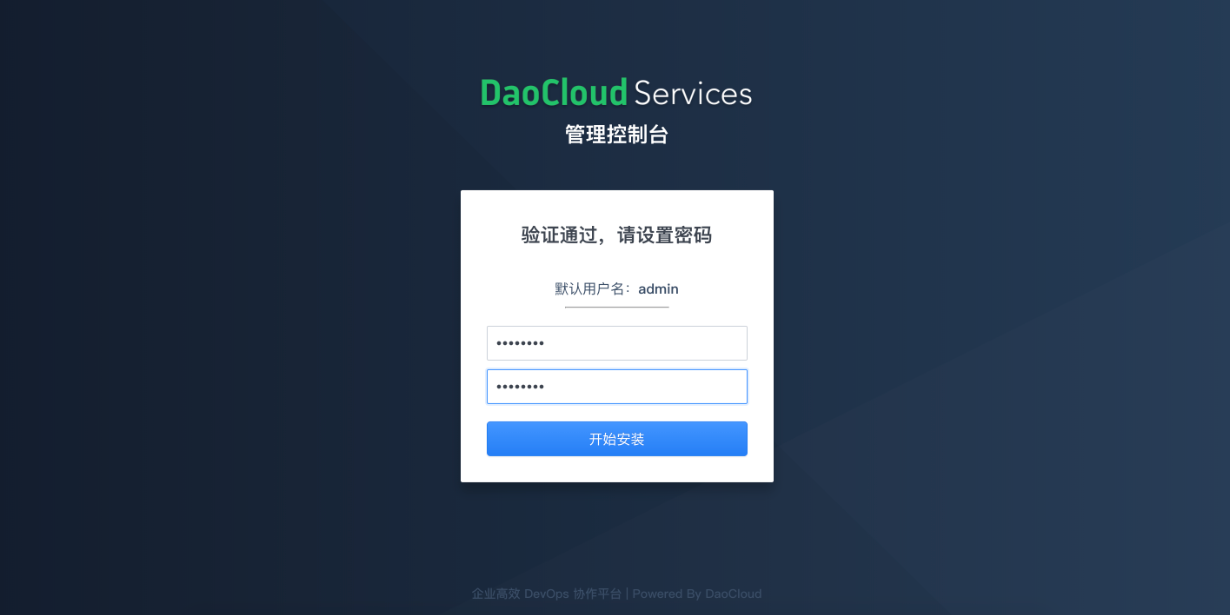 DaoCloud Services
管理控制台
验证通过，请设置密码
默认用户名：admin
••••••••
••••••••
开始安装
企业高效 DevOps 协作平台 | Powered By DaoCloud